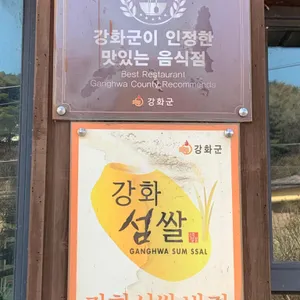 강화군이 인정한
맛있는 음식점
Best Restaurant
Ganghwa County Recommends
강화군
강화군
강화
섬쌀
GANGHWA SUM SSAL